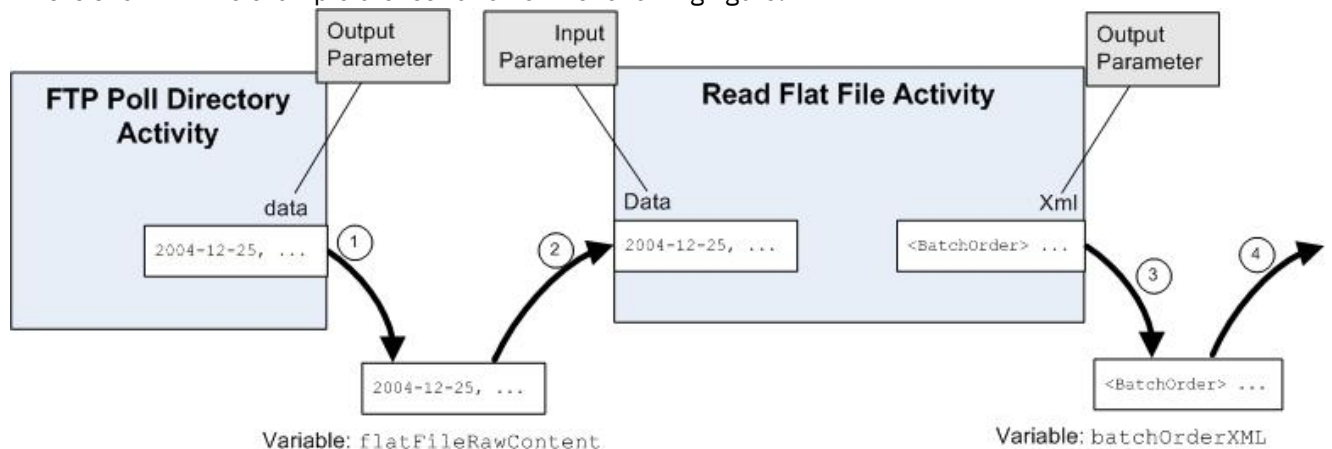 Output
Parameter
Input
Parameter
Output
Parameter
FTP Poll Directory
Activity
Read Flat File Activity
data
Data
Xml
2004-12-25, ...
1
2
2004-12-25, ...
<BatchOrder> ...
3
4
2004-12-25, ...
<BatchOrder> ...
Variable: flatFileRawContent
Variable: batchOrderXML